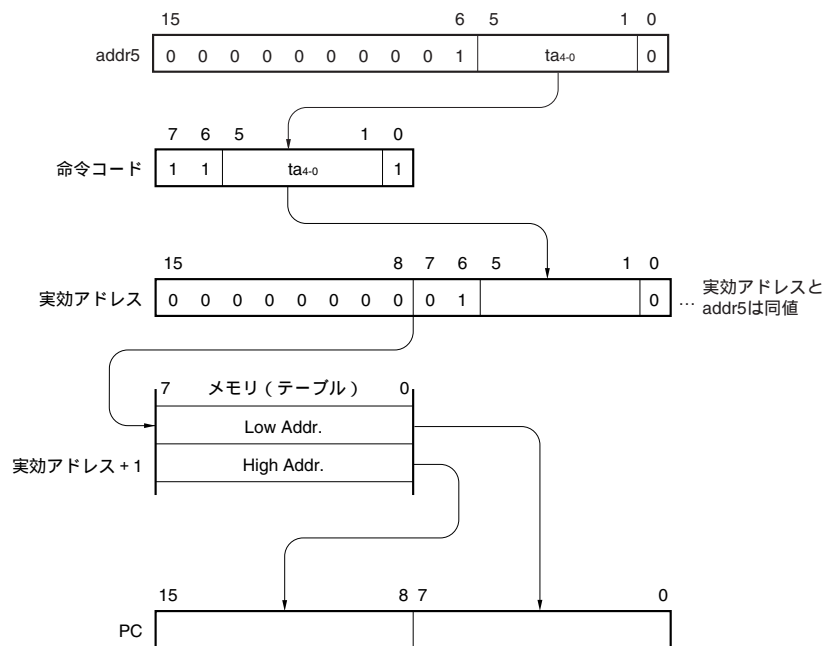 15 6 5 1 0
addr5 0 0 0 0 0 0 0 0 0 1 ta4-0 0
7 6 5 1 0
命令コード 1 1 ta4-0 1
15 8 7 6 5 1 0
実効アドレス 0 0 0 0 0 0 0 0 0 1 0 … 実効アドレスと
addr5は同値
7 メモリ（テーブル） 0
Low Addr.
実効アドレス＋1 High Addr.
15 8 7 0
PC